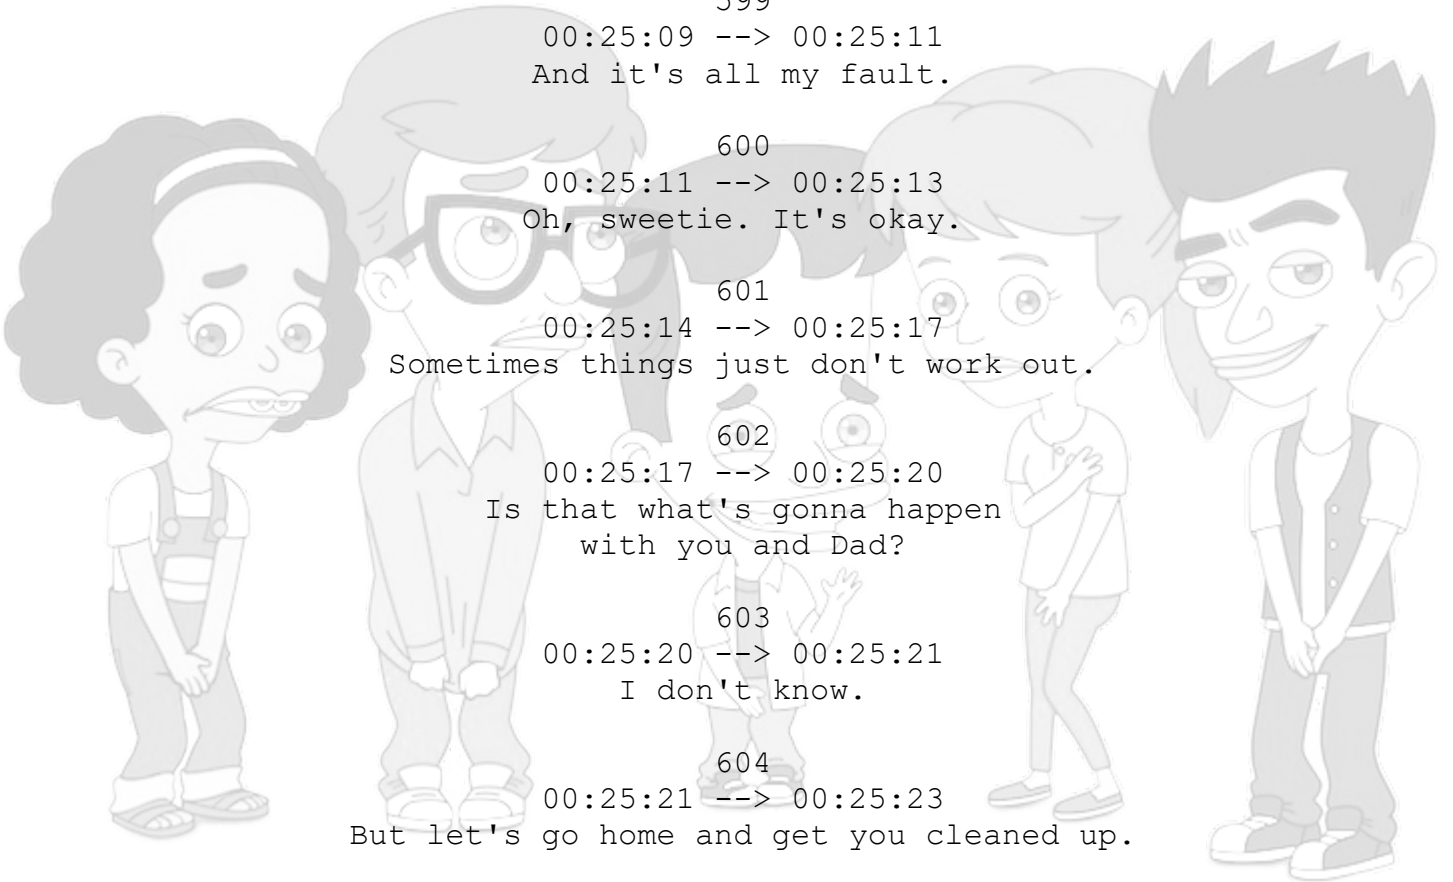 599
00:25:09 --> 00:25:11
And it's all my fault.
600
00:25:11 --> 00:25:13
Oh, sweetie. It's okay.
601
00:25:14 --> 00:25:17
Sometimes things just don't work out.
602
00:25:17 --> 00:25:20
Is that what's gonna happen
with you and Dad?
603
00:25:20 --> 00:25:21
I don't know.
604
00:25:21 --> 00:25:23
But let's go home and get you cleaned up.